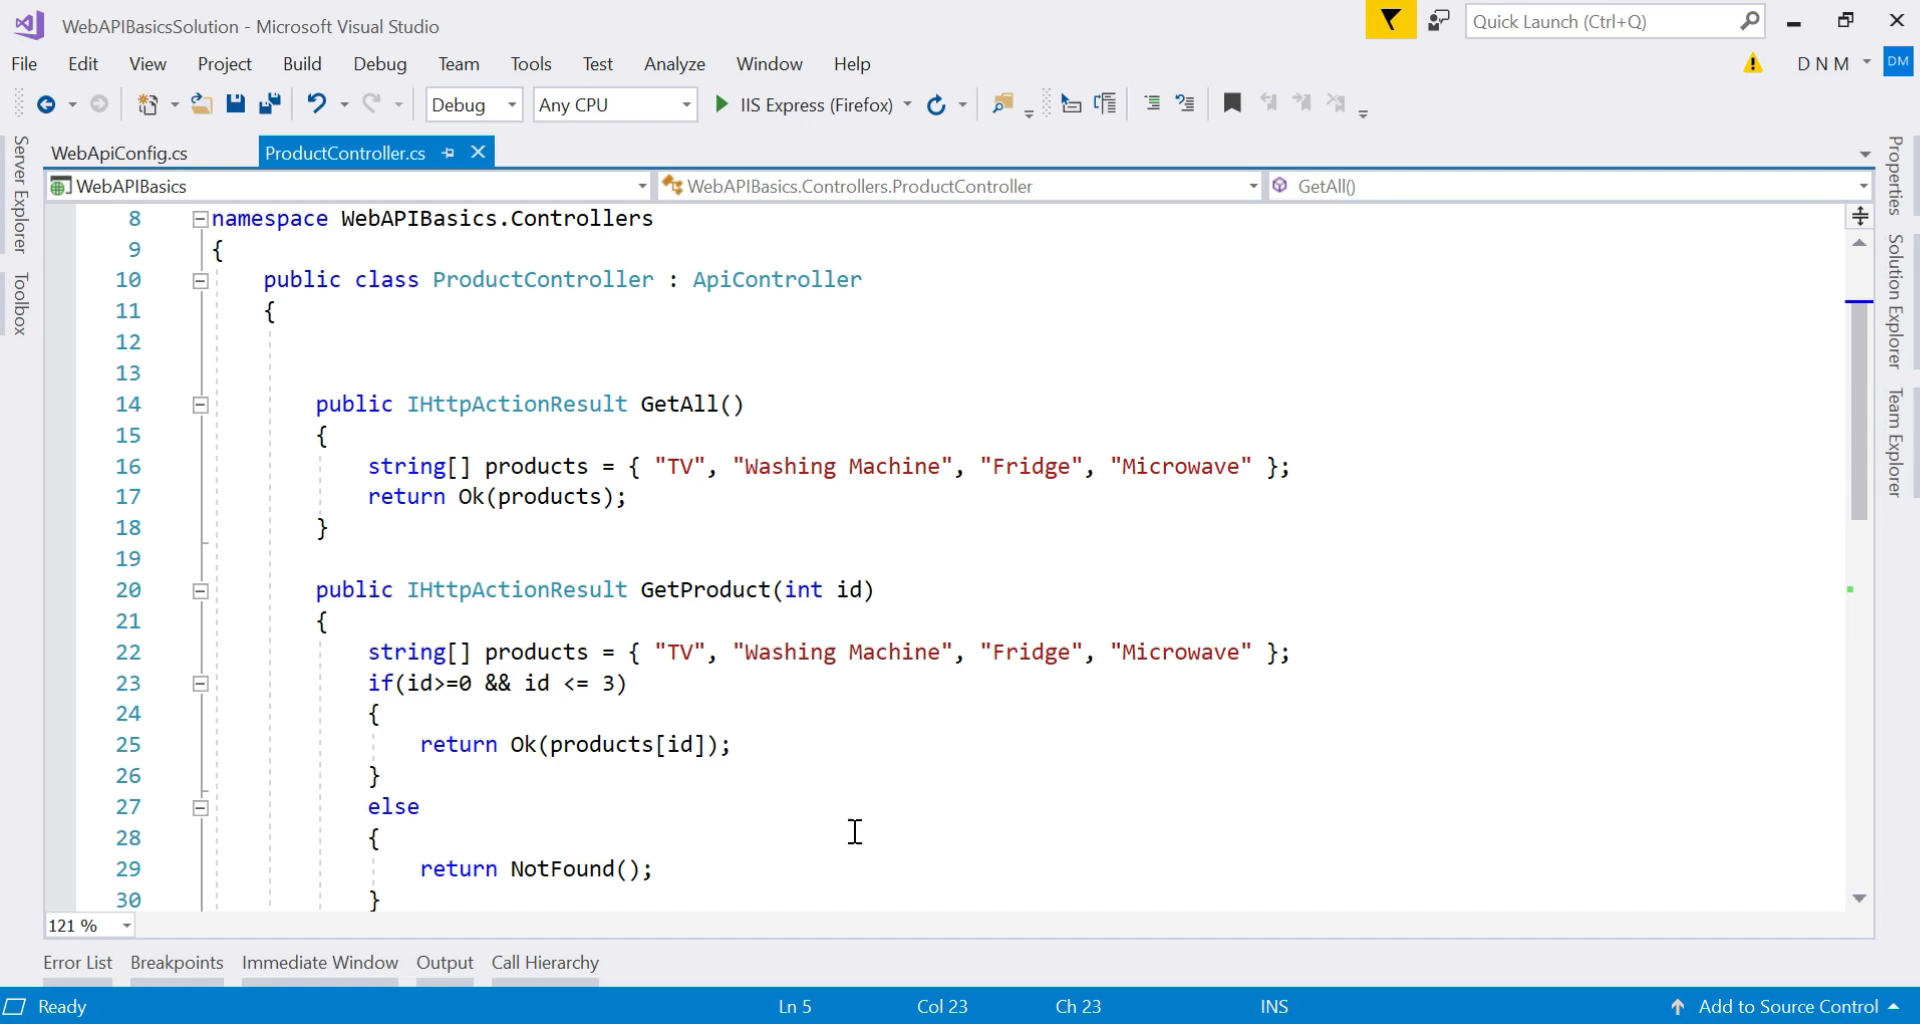 WebAPIBasicsSolution - Microsoft Visual Studio
Quick Launch (Ctrl+Q)
File Edit View Project Build Debug Team Tools Test Analyze Window Help
D N M DM
Debug Any CPU IIS Express (Firefox)
Server Explorer
Toolbox
WebApiConfig.cs ProductController.cs
WebAPIBasics WebAPIBasics.Controllers.ProductController GetAll()
8 namespace WebAPIBasics.Controllers
9 {
10 public class ProductController : ApiController
11 {
12
13
14 public IHttpActionResult GetAll()
15 {
16 string[] products = { "TV", "Washing Machine", "Fridge", "Microwave" };
17 return Ok(products);
18 }
19
20 public IHttpActionResult GetProduct(int id)
21 {
22 string[] products = { "TV", "Washing Machine", "Fridge", "Microwave" };
23 if(id>=0 && id <= 3)
24 {
25 return Ok(products[id]);
26 }
27 else
28 {
29 return NotFound();
30 }
Properties
Solution Explorer
Team Explorer
121 %
Error List Breakpoints Immediate Window Output Call Hierarchy
Ready Ln 5 Col 23 Ch 23 INS Add to Source Control